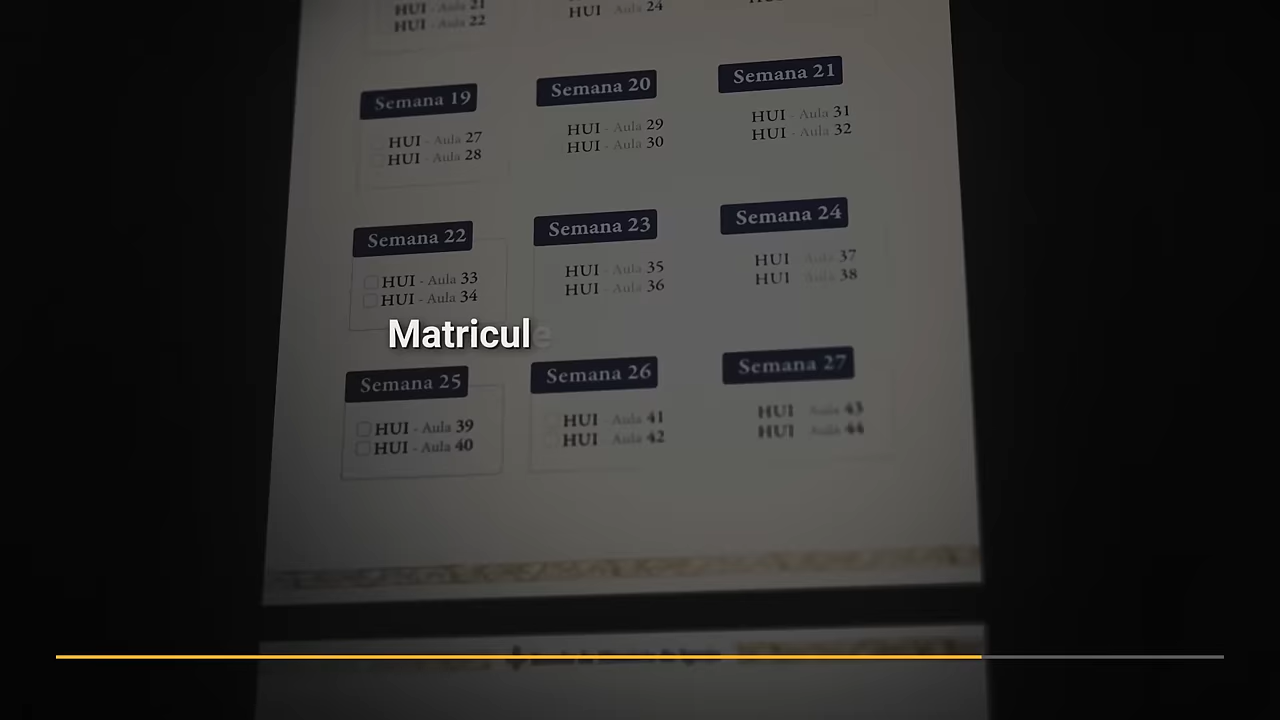 HUI - Aula 21
HUI - Aula 22
HUI - Aula 24
Semana 19
HUI - Aula 27
HUI - Aula 28
Semana 20
HUI - Aula 29
HUI - Aula 30
Semana 21
HUI - Aula 31
HUI - Aula 32
Semana 22
HUI - Aula 33
HUI - Aula 34
Semana 23
HUI - Aula 35
HUI - Aula 36
Semana 24
HUI - Aula 37
HUI - Aula 38
Matricule
Semana 25
HUI - Aula 39
HUI - Aula 40
Semana 26
HUI - Aula 41
HUI - Aula 42
Semana 27
HUI - Aula 43
HUI - Aula 44